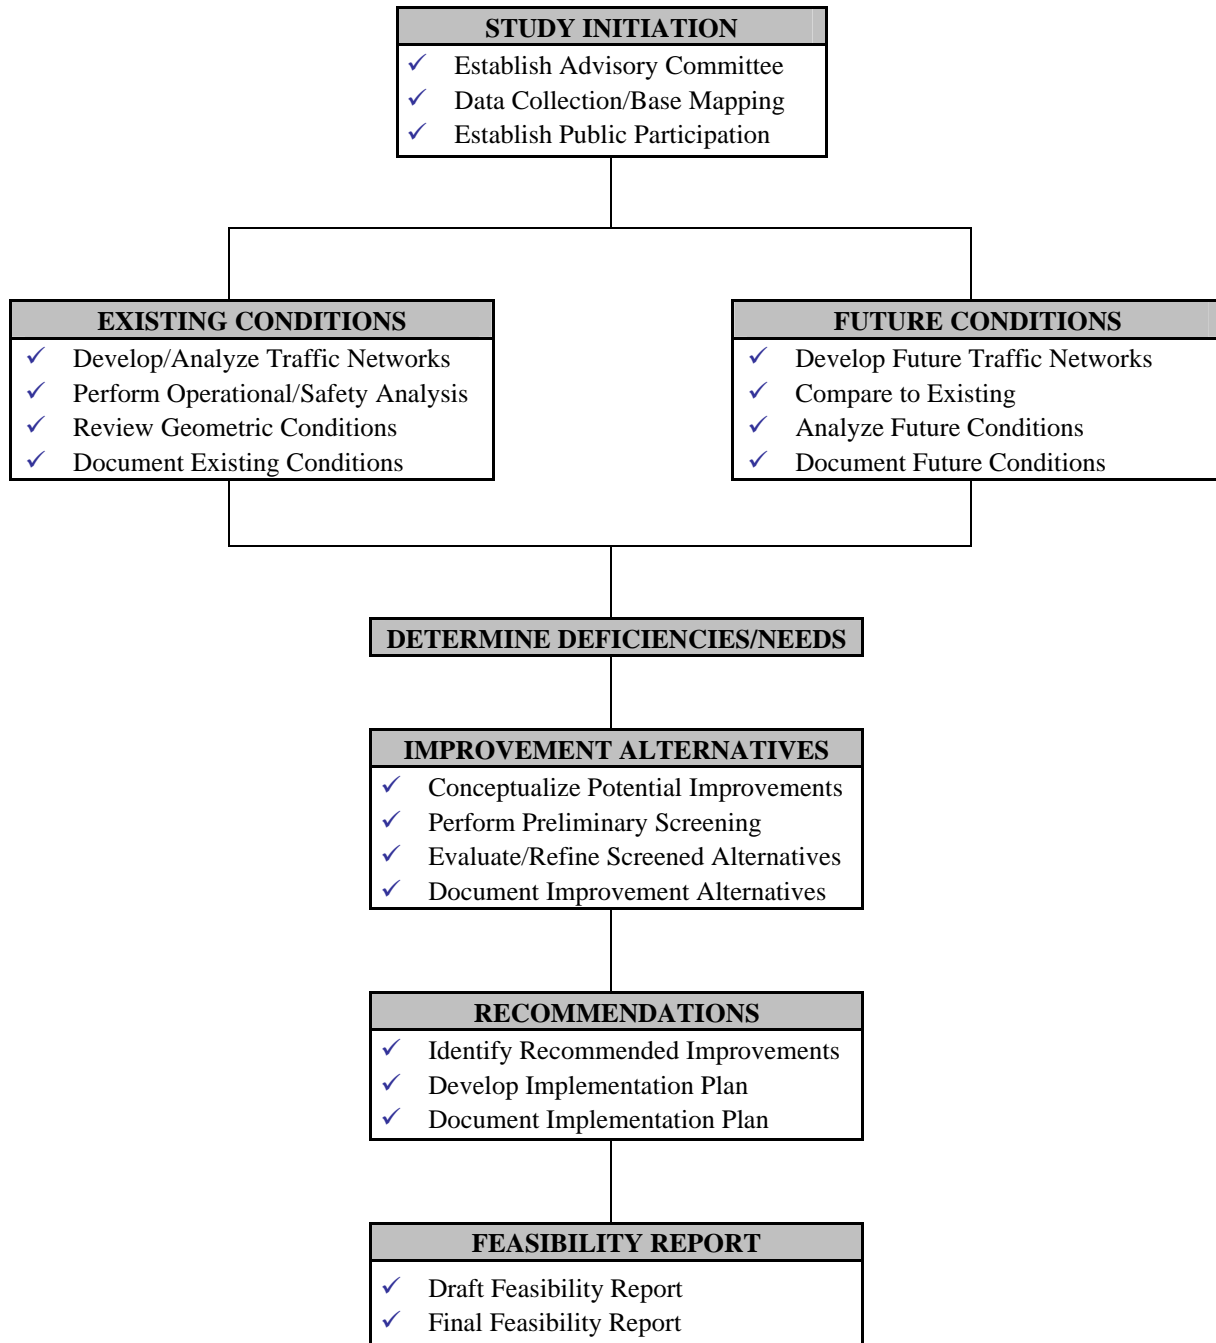 STUDY INITIATION
✓ Establish Advisory Committee
✓ Data Collection/Base Mapping
✓ Establish Public Participation
EXISTING CONDITIONS
✓ Develop/Analyze Traffic Networks
✓ Perform Operational/Safety Analysis
✓ Review Geometric Conditions
✓ Document Existing Conditions
FUTURE CONDITIONS
✓ Develop Future Traffic Networks
✓ Compare to Existing
✓ Analyze Future Conditions
✓ Document Future Conditions
DETERMINE DEFICIENCIES/NEEDS
IMPROVEMENT ALTERNATIVES
✓ Conceptualize Potential Improvements
✓ Perform Preliminary Screening
✓ Evaluate/Refine Screened Alternatives
✓ Document Improvement Alternatives
RECOMMENDATIONS
✓ Identify Recommended Improvements
✓ Develop Implementation Plan
✓ Document Implementation Plan
FEASIBILITY REPORT
✓ Draft Feasibility Report
✓ Final Feasibility Report